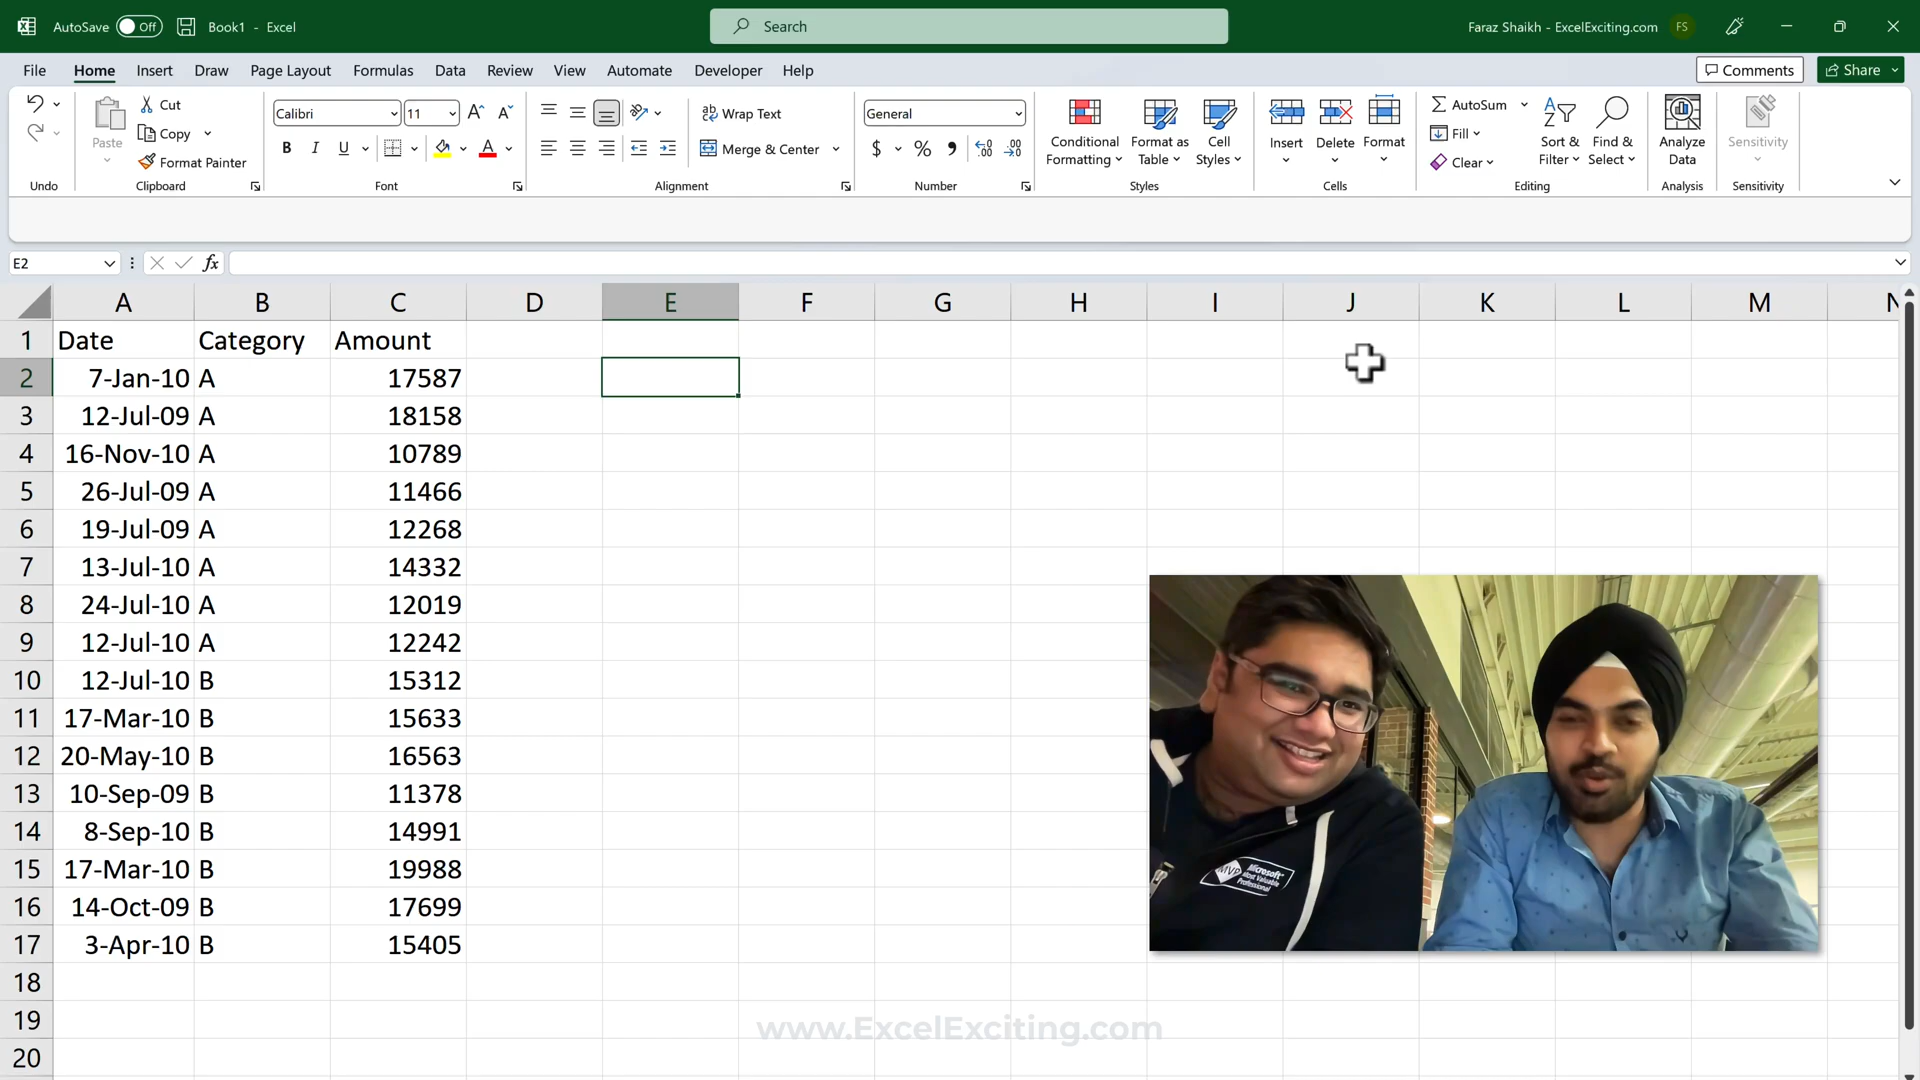 AutoSave Off Book1 - Excel Search Faraz Shaikh - ExcelExciting.com FS
File Home Insert Draw Page Layout Formulas Data Review View Automate Developer Help Comments Share
Paste Cut Copy Format Painter
Calibri 11
B I U A
Wrap Text
Merge & Center
General
$ %
Conditional Formatting
Format as Table
Cell Styles
Insert Delete Format
AutoSum Fill Clear
Sort & Filter
Find & Select
Analyze Data
Sensitivity
Undo Clipboard Font Alignment Number Styles Cells Editing Analysis Sensitivity
E2 fx
A B C D E F G H I J K L M N
1 Date Category Amount
2 7-Jan-10 A 17587
3 12-Jul-09 A 18158
4 16-Nov-10 A 10789
5 26-Jul-09 A 11466
6 19-Jul-09 A 12268
7 13-Jul-10 A 14332
8 24-Jul-10 A 12019
9 12-Jul-10 A 12242
10 12-Jul-10 B 15312
11 17-Mar-10 B 15633
12 20-May-10 B 16563
13 10-Sep-09 B 11378
14 8-Sep-10 B 14991
15 17-Mar-10 B 19988
16 14-Oct-09 B 17699
17 3-Apr-10 B 15405
18
19
20
MVP Microsoft Most Valuable Professional
www.ExcelExciting.com